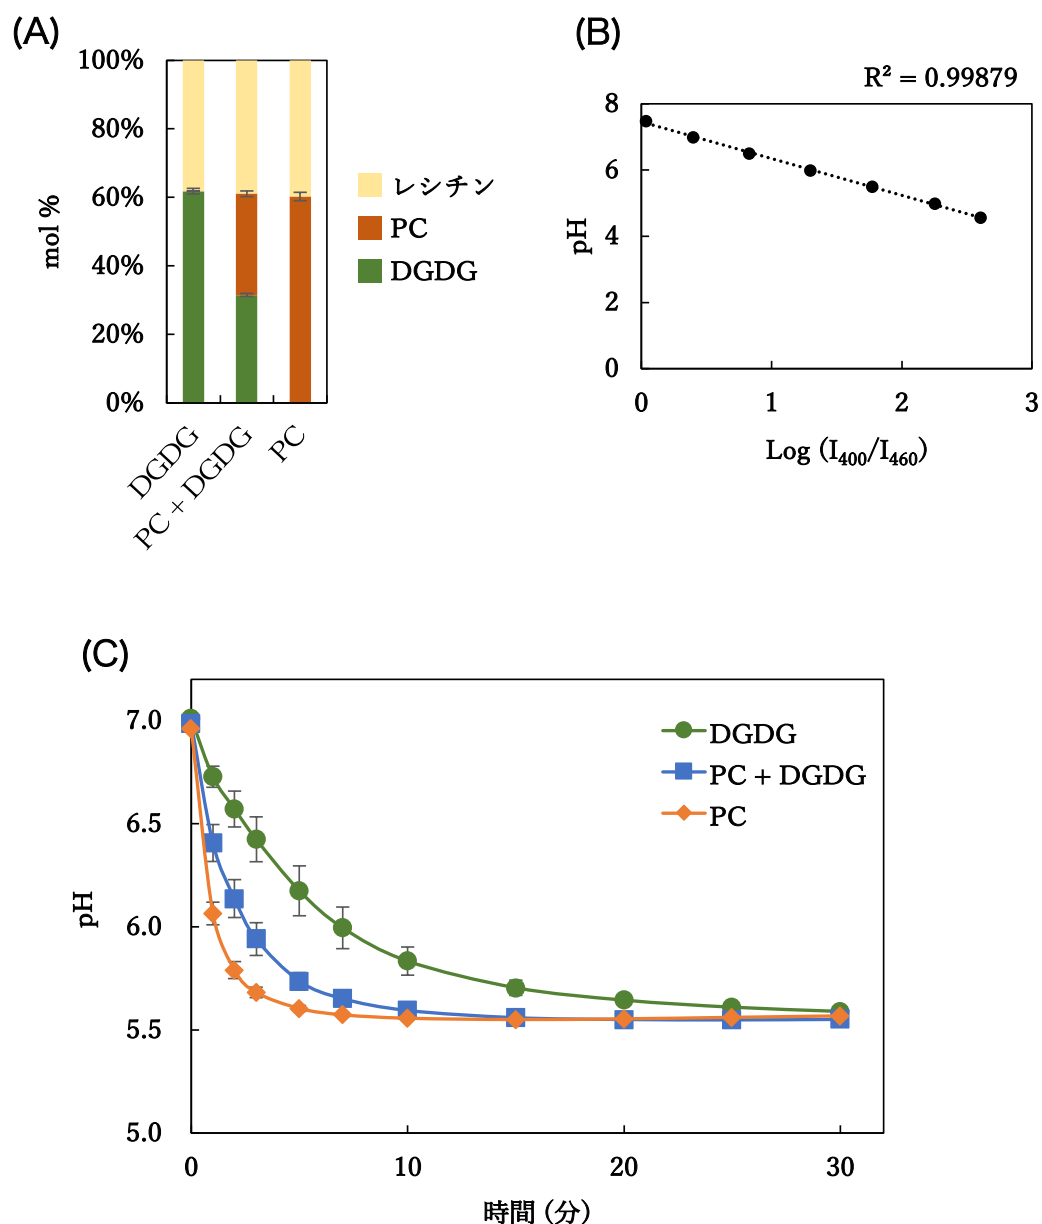 (A)
100%
80%
60%
40%
20%
0%
mol %
DGDG
PC + DGDG
PC
レシチン
PC
DGDG
(B)
R² = 0.99879
8
6
4
2
0
pH
0 1 2 3
Log (I₄₀₀/I₄₆₀)
(C)
7.0
6.5
6.0
5.5
5.0
pH
DGDG
PC + DGDG
PC
0 10 20 30
時間 (分)